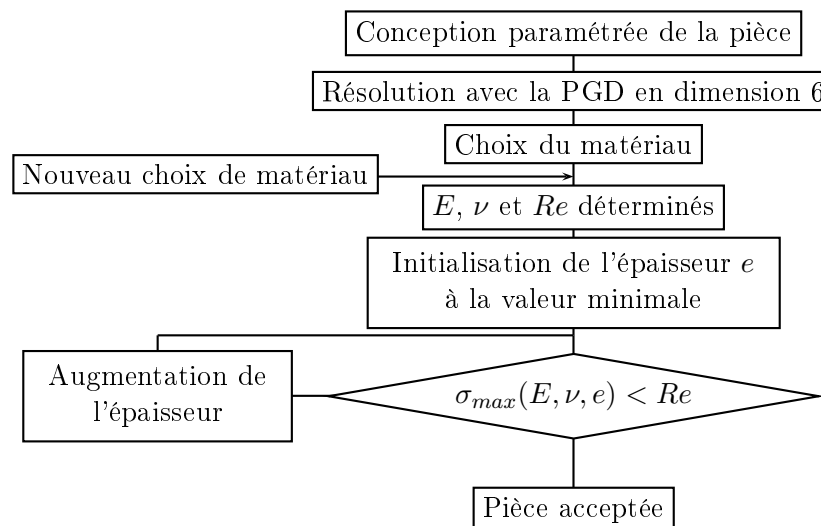 Conception paramétrée de la pièce
Résolution avec la PGD en dimension 6
Choix du matériau
Nouveau choix de matériau
E, ν et Re déterminés
Initialisation de l'épaisseur e
à la valeur minimale
Augmentation de
l'épaisseur
σmax(E, ν, e) < Re
Pièce acceptée